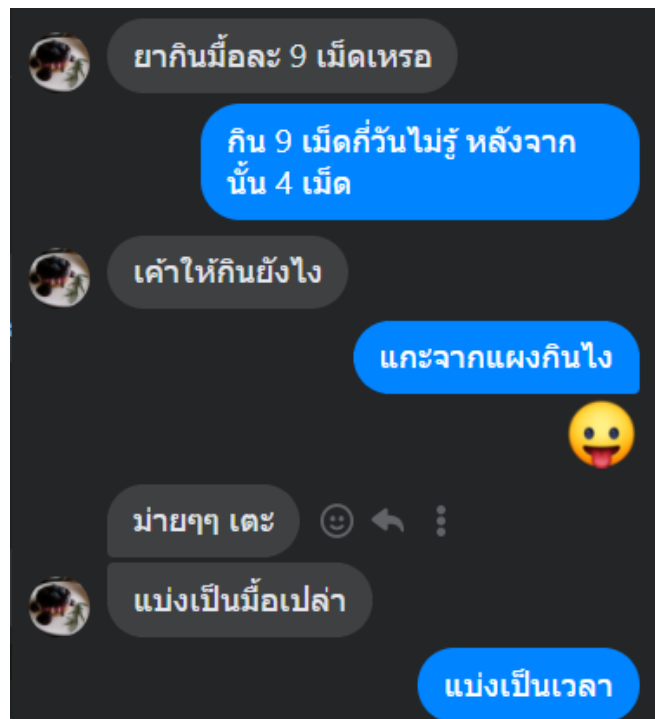 ยากินมื้อละ 9 เม็ดเหรอ
กิน 9 เม็ดกี่วันไม่รู้ หลังจาก
นั้น 4 เม็ด
เค้าให้กินยังไง
แกะจากแผงกินไง
ม่ายๆๆ เตะ
แบ่งเป็นมื้อเปล่า
แบ่งเป็นเวลา